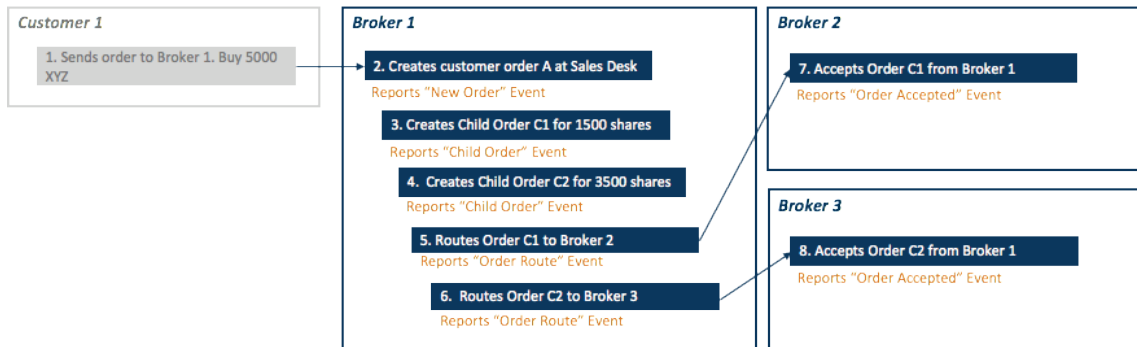 Customer 1
1. Sends order to Broker 1. Buy 5000
XYZ
Broker 1
2. Creates customer order A at Sales Desk
Reports "New Order" Event
3. Creates Child Order C1 for 1500 shares
Reports "Child Order" Event
4. Creates Child Order C2 for 3500 shares
Reports "Child Order" Event
5. Routes Order C1 to Broker 2
Reports "Order Route" Event
6. Routes Order C2 to Broker 3
Reports "Order Route" Event
Broker 2
7. Accepts Order C1 from Broker 1
Reports "Order Accepted" Event
Broker 3
8. Accepts Order C2 from Broker 1
Reports "Order Accepted" Event